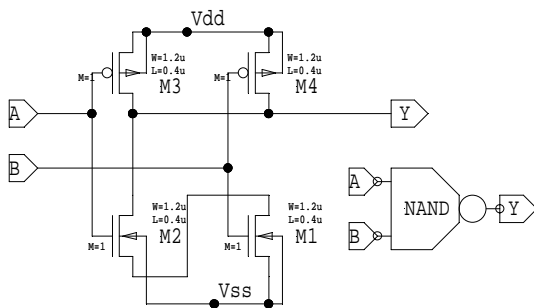 Vdd
W=1.2u
L=0.4u
M=1
M3
W=1.2u
L=0.4u
M=1
M4
A
Y
B
W=1.2u
L=0.4u
M=1
M2
W=1.2u
L=0.4u
M=1
M1
Vss
A
B
NAND
Y